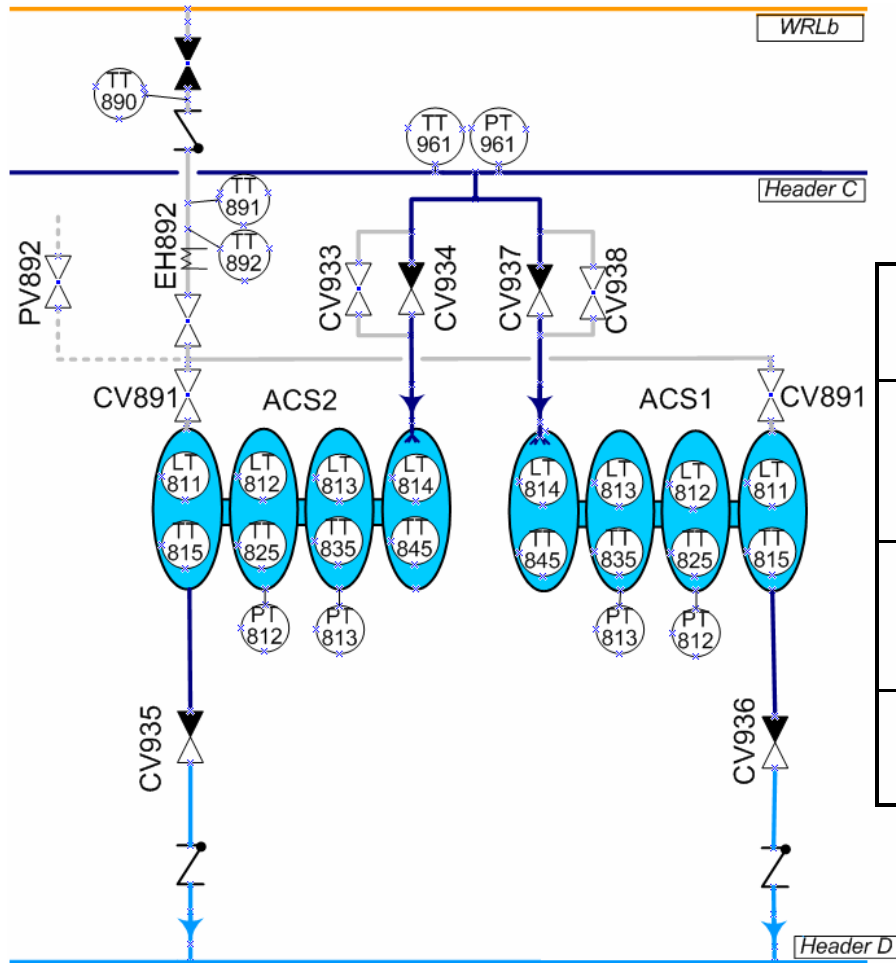 WRLb
TT
890
TT
961
PT
961
Header C
TT
891
TT
892
EH892
PV892
CV933
CV934
CV937
CV938
CV891
ACS2
ACS1
CV891
LT
811
LT
812
LT
813
LT
814
LT
814
LT
813
LT
812
LT
811
TT
815
TT
825
TT
835
TT
845
TT
845
TT
835
TT
825
TT
815
PT
812
PT
813
PT
813
PT
812
CV935
CV936
Header D